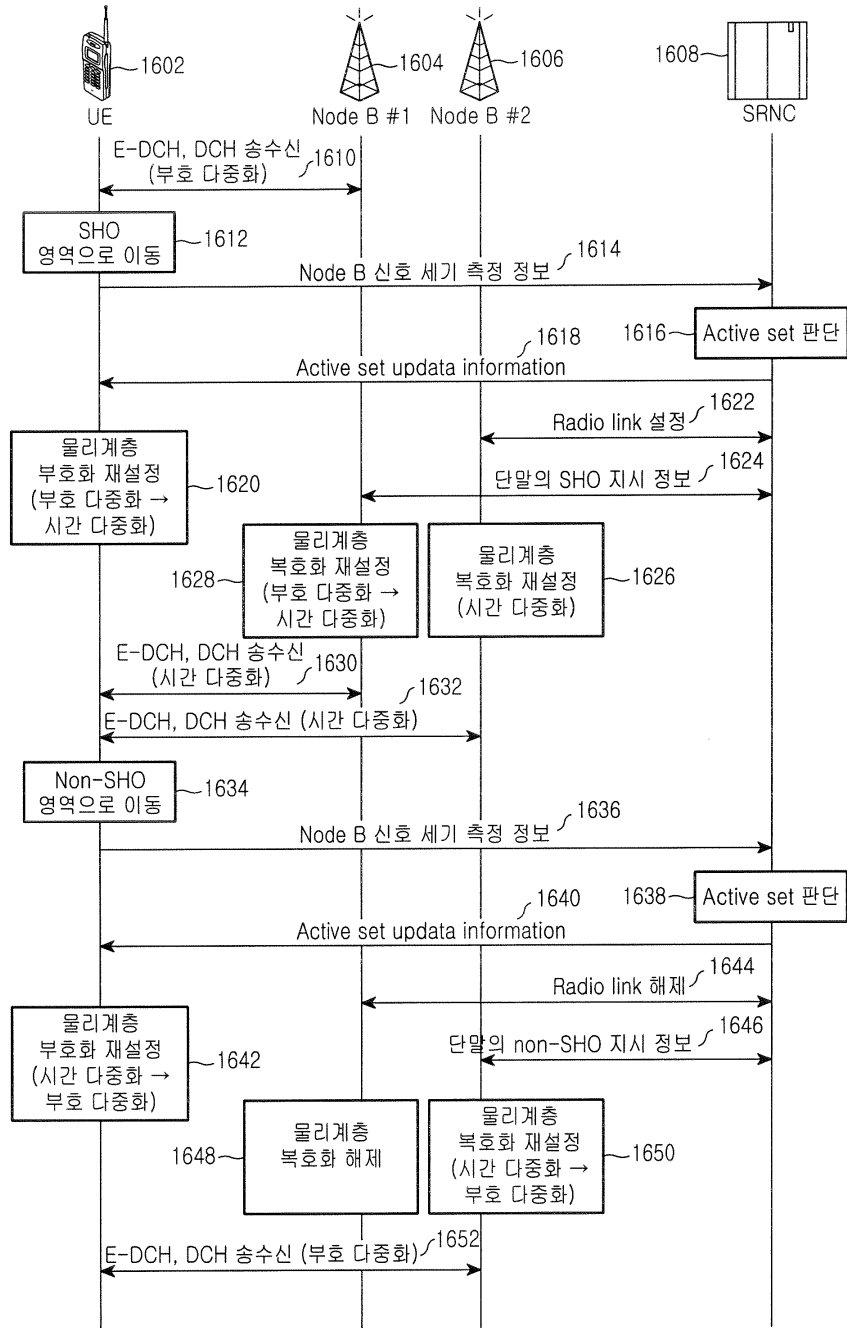 1602
1604
1606
1608
UE
Node B #1
Node B #2
SRNC
E-DCH, DCH 송수신
(부호 다중화)
1610
SHO
영역으로 이동
1612
1614
Node B 신호 세기 측정 정보
1616
Active set 판단
1618
Active set updata information
1622
Radio link 설정
물리계층
부호화 재설정
(부호 다중화 →
시간 다중화)
1620
1624
단말의 SHO 지시 정보
1628
물리계층
복호화 재설정
(부호 다중화 →
시간 다중화)
물리계층
복호화 재설정
(시간 다중화)
1626
E-DCH, DCH 송수신
(시간 다중화)
1630
1632
E-DCH, DCH 송수신 (시간 다중화)
Non-SHO
영역으로 이동
1634
1636
Node B 신호 세기 측정 정보
1638
Active set 판단
1640
Active set updata information
1644
Radio link 해제
물리계층
부호화 재설정
(시간 다중화 →
부호 다중화)
1642
1646
단말의 non-SHO 지시 정보
1648
물리계층
복호화 해제
물리계층
복호화 재설정
(시간 다중화 →
부호 다중화)
1650
1652
E-DCH, DCH 송수신 (부호 다중화)